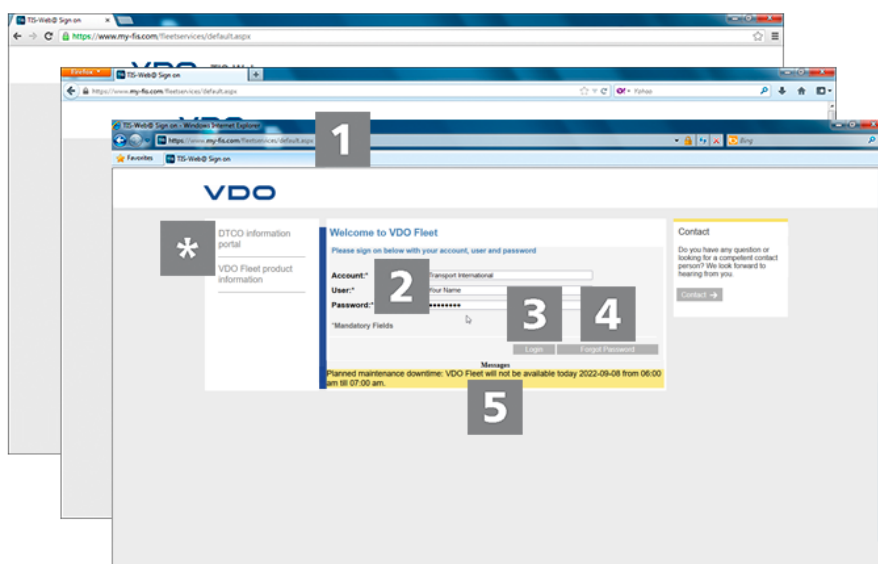 TIS-Web® Sign on
https://www.my-fis.com/fleetservices/default.aspx
VDO
Firefox
TIS-Web® Sign on
https://www.my-fis.com/fleetservices/default.aspx
Yahoo
TIS-Web® Sign on - Windows Internet Explorer
https://www.my-fis.com/fleetservices/default.aspx
Bing
Favorites
TIS-Web® Sign on
1
VDO
*
DTCO information
portal
VDO Fleet product
information
Welcome to VDO Fleet
Please sign on below with your account, user and password
Account:*
Transport International
User:*
Your Name
Password:*
••••••••
2
*Mandatory Fields
3
4
Login
Forgot Password
Messages
Planned maintenance downtime: VDO Fleet will not be available today 2022-09-08 from 06:00
am till 07:00 am.
5
Contact
Do you have any question or
looking for a competent contact
person? We look forward to
hearing from you.
Contact →